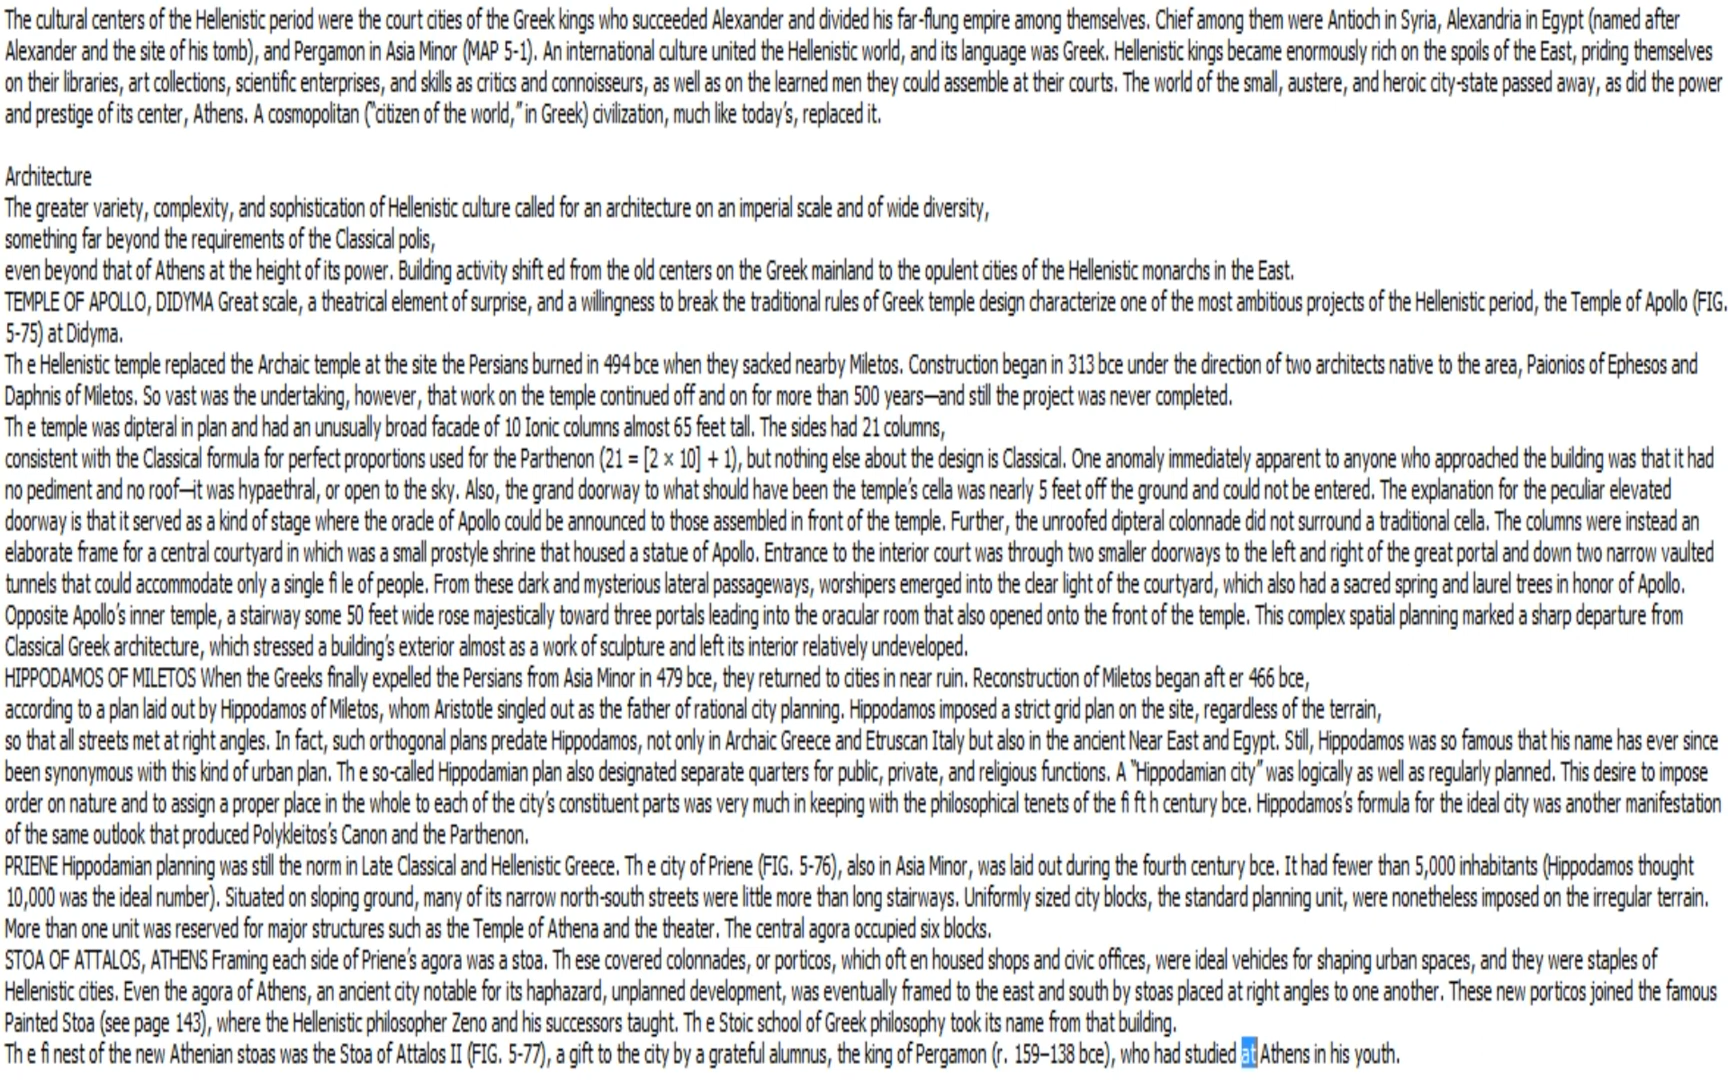 The cultural centers of the Hellenistic period were the court cities of the Greek kings who succeeded Alexander and divided his far-flung empire among themselves. Chief among them were Antioch in Syria, Alexandria in Egypt (named after
Alexander and the site of his tomb), and Pergamon in Asia Minor (MAP 5-1). An international culture united the Hellenistic world, and its language was Greek. Hellenistic kings became enormously rich on the spoils of the East, priding themselves
on their libraries, art collections, scientific enterprises, and skills as critics and connoisseurs, as well as on the learned men they could assemble at their courts. The world of the small, austere, and heroic city-state passed away, as did the power
and prestige of its center, Athens. A cosmopolitan (“citizen of the world,” in Greek) civilization, much like today’s, replaced it.
Architecture
The greater variety, complexity, and sophistication of Hellenistic culture called for an architecture on an imperial scale and of wide diversity,
something far beyond the requirements of the Classical polis,
even beyond that of Athens at the height of its power. Building activity shift ed from the old centers on the Greek mainland to the opulent cities of the Hellenistic monarchs in the East.
TEMPLE OF APOLLO, DIDYMA Great scale, a theatrical element of surprise, and a willingness to break the traditional rules of Greek temple design characterize one of the most ambitious projects of the Hellenistic period, the Temple of Apollo (FIG.
5-75) at Didyma.
Th e Hellenistic temple replaced the Archaic temple at the site the Persians burned in 494 bce when they sacked nearby Miletos. Construction began in 313 bce under the direction of two architects native to the area, Paionios of Ephesos and
Daphnis of Miletos. So vast was the undertaking, however, that work on the temple continued off and on for more than 500 years—and still the project was never completed.
Th e temple was dipteral in plan and had an unusually broad facade of 10 Ionic columns almost 65 feet tall. The sides had 21 columns,
consistent with the Classical formula for perfect proportions used for the Parthenon (21 = [2 × 10] + 1), but nothing else about the design is Classical. One anomaly immediately apparent to anyone who approached the building was that it had
no pediment and no roof—it was hypaethral, or open to the sky. Also, the grand doorway to what should have been the temple’s cella was nearly 5 feet off the ground and could not be entered. The explanation for the peculiar elevated
doorway is that it served as a kind of stage where the oracle of Apollo could be announced to those assembled in front of the temple. Further, the unroofed dipteral colonnade did not surround a traditional cella. The columns were instead an
elaborate frame for a central courtyard in which was a small prostyle shrine that housed a statue of Apollo. Entrance to the interior court was through two smaller doorways to the left and right of the great portal and down two narrow vaulted
tunnels that could accommodate only a single fi le of people. From these dark and mysterious lateral passageways, worshipers emerged into the clear light of the courtyard, which also had a sacred spring and laurel trees in honor of Apollo.
Opposite Apollo’s inner temple, a stairway some 50 feet wide rose majestically toward three portals leading into the oracular room that also opened onto the front of the temple. This complex spatial planning marked a sharp departure from
Classical Greek architecture, which stressed a building’s exterior almost as a work of sculpture and left its interior relatively undeveloped.
HIPPODAMOS OF MILETOS When the Greeks finally expelled the Persians from Asia Minor in 479 bce, they returned to cities in near ruin. Reconstruction of Miletos began aft er 466 bce,
according to a plan laid out by Hippodamos of Miletos, whom Aristotle singled out as the father of rational city planning. Hippodamos imposed a strict grid plan on the site, regardless of the terrain,
so that all streets met at right angles. In fact, such orthogonal plans predate Hippodamos, not only in Archaic Greece and Etruscan Italy but also in the ancient Near East and Egypt. Still, Hippodamos was so famous that his name has ever since
been synonymous with this kind of urban plan. Th e so-called Hippodamian plan also designated separate quarters for public, private, and religious functions. A “Hippodamian city” was logically as well as regularly planned. This desire to impose
order on nature and to assign a proper place in the whole to each of the city’s constituent parts was very much in keeping with the philosophical tenets of the fi ft h century bce. Hippodamos’s formula for the ideal city was another manifestation
of the same outlook that produced Polykleitos’s Canon and the Parthenon.
PRIENE Hippodamian planning was still the norm in Late Classical and Hellenistic Greece. Th e city of Priene (FIG. 5-76), also in Asia Minor, was laid out during the fourth century bce. It had fewer than 5,000 inhabitants (Hippodamos thought
10,000 was the ideal number). Situated on sloping ground, many of its narrow north-south streets were little more than long stairways. Uniformly sized city blocks, the standard planning unit, were nonetheless imposed on the irregular terrain.
More than one unit was reserved for major structures such as the Temple of Athena and the theater. The central agora occupied six blocks.
STOA OF ATTALOS, ATHENS Framing each side of Priene’s agora was a stoa. Th ese covered colonnades, or porticos, which oft en housed shops and civic offices, were ideal vehicles for shaping urban spaces, and they were staples of
Hellenistic cities. Even the agora of Athens, an ancient city notable for its haphazard, unplanned development, was eventually framed to the east and south by stoas placed at right angles to one another. These new porticos joined the famous
Painted Stoa (see page 143), where the Hellenistic philosopher Zeno and his successors taught. Th e Stoic school of Greek philosophy took its name from that building.
Th e fi nest of the new Athenian stoas was the Stoa of Attalos II (FIG. 5-77), a gift to the city by a grateful alumnus, the king of Pergamon (r. 159–138 bce), who had studied at Athens in his youth.